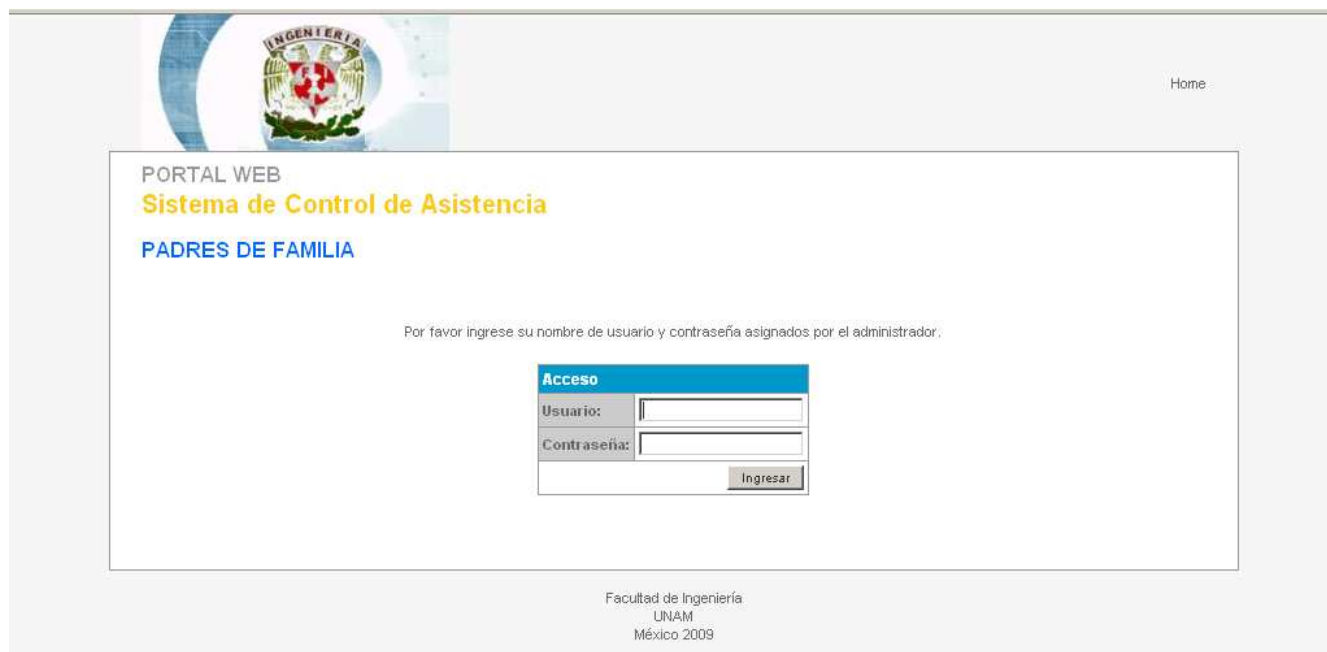 INGENIERIA
Home
PORTAL WEB
Sistema de Control de Asistencia
PADRES DE FAMILIA
Por favor ingrese su nombre de usuario y contraseña asignados por el administrador.
Acceso
Usuario:
Contraseña:
Ingresar
Facultad de Ingeniería
UNAM
México 2009